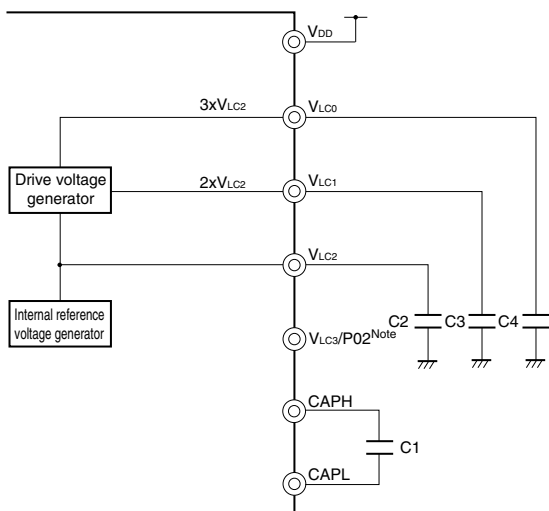 VDD
3xVLC2
VLC0
Drive voltage
generator
2xVLC2
VLC1
VLC2
Internal reference
voltage generator
C2
C3
C4
VLC3/P02Note
CAPH
C1
CAPL